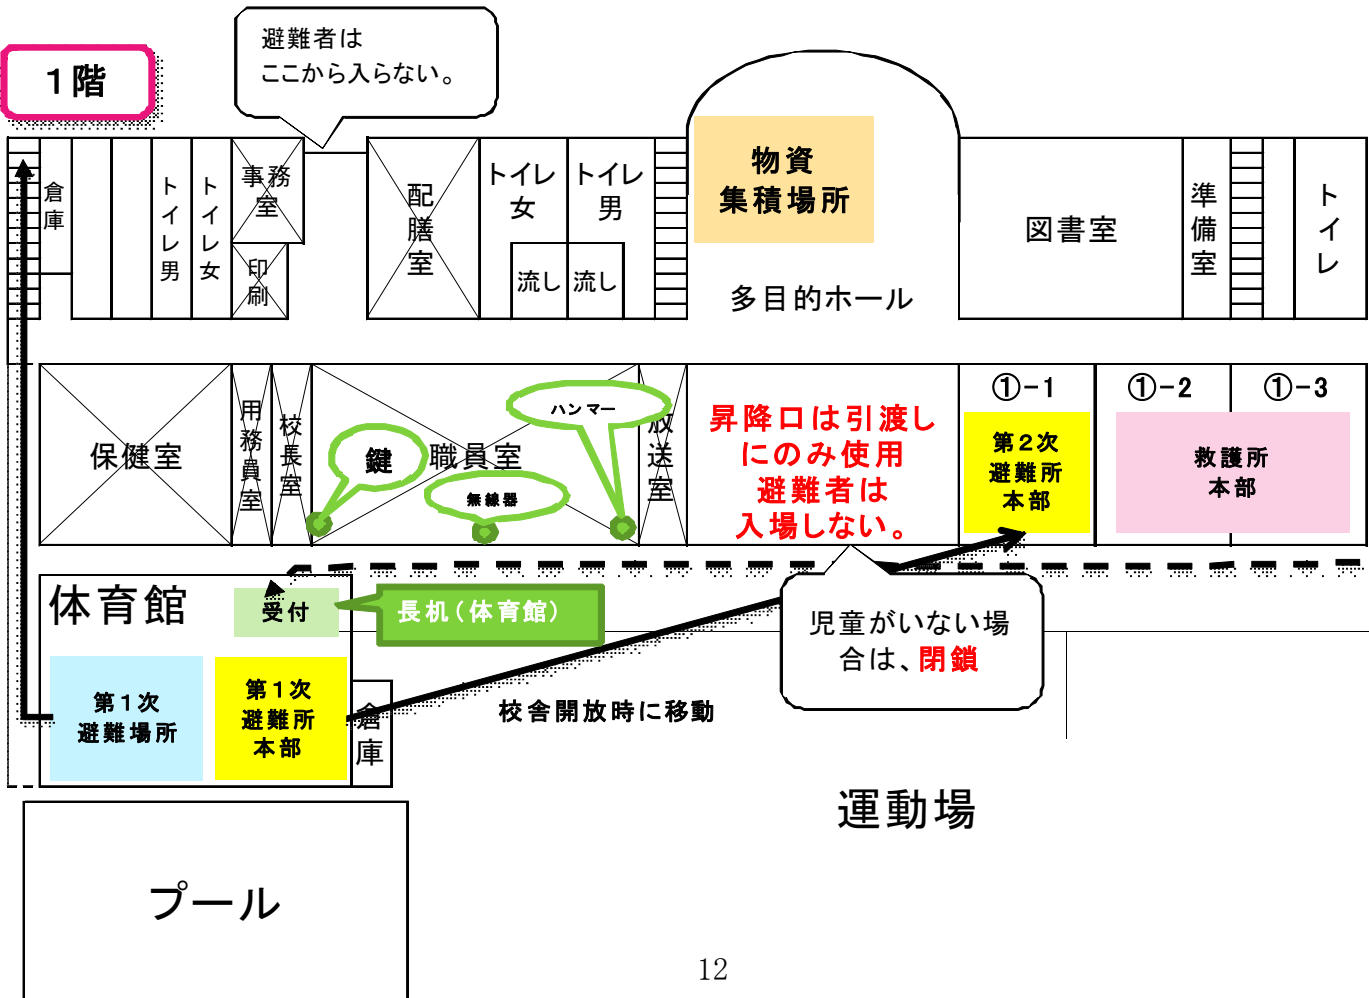 避難者は
ここから入らない。
１階
倉庫
トイレ男
トイレ女
事務室
印刷
配膳室
トイレ女
トイレ男
流し
流し
物資
集積場所
多目的ホール
図書室
準備室
トイレ
保健室
用務員室
校長室
鍵
職員室
無線器
ハンマー
放送室
昇降口は引渡し
にのみ使用
避難者は
入場しない。
①-1
①-2
①-3
第２次
避難所
本部
救護所
本部
体育館
受付
長机（体育館）
児童がいない場
合は、閉鎖
第１次
避難場所
第１次
避難所
本部
倉庫
校舎開放時に移動
運動場
プール
12